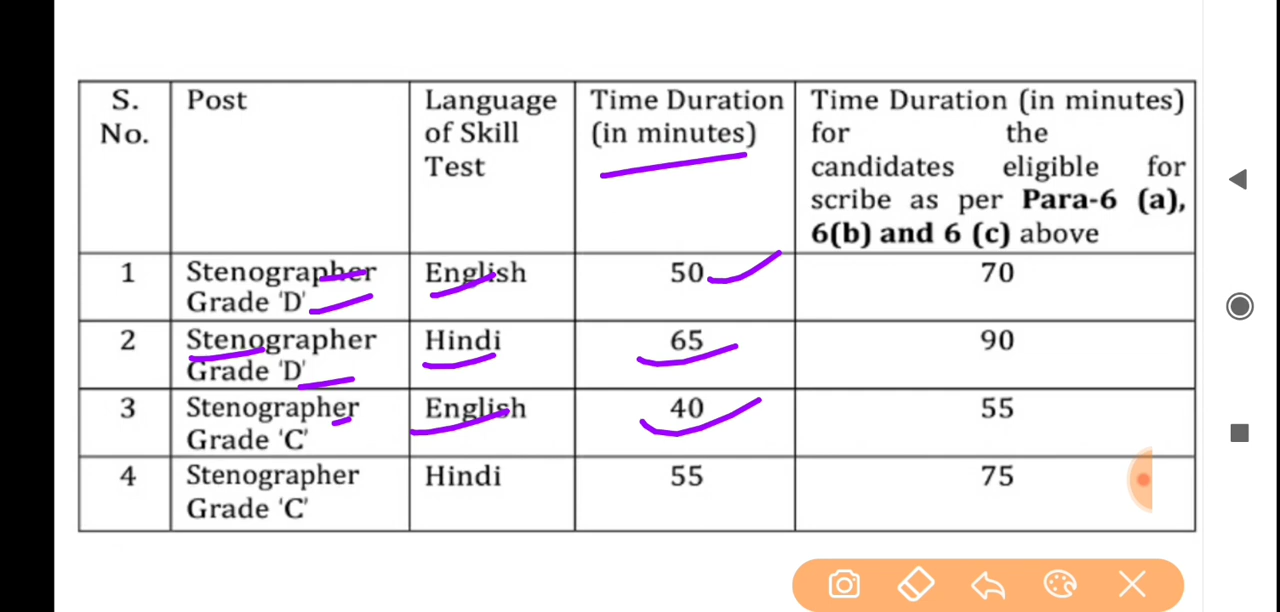 S. No. Post Language of Skill Test Time Duration (in minutes) Time Duration (in minutes) for the candidates eligible for scribe as per Para-6 (a), 6(b) and 6 (c) above
1 Stenographer Grade 'D' English 50 70
2 Stenographer Grade 'D' Hindi 65 90
3 Stenographer Grade 'C' English 40 55
4 Stenographer Grade 'C' Hindi 55 75